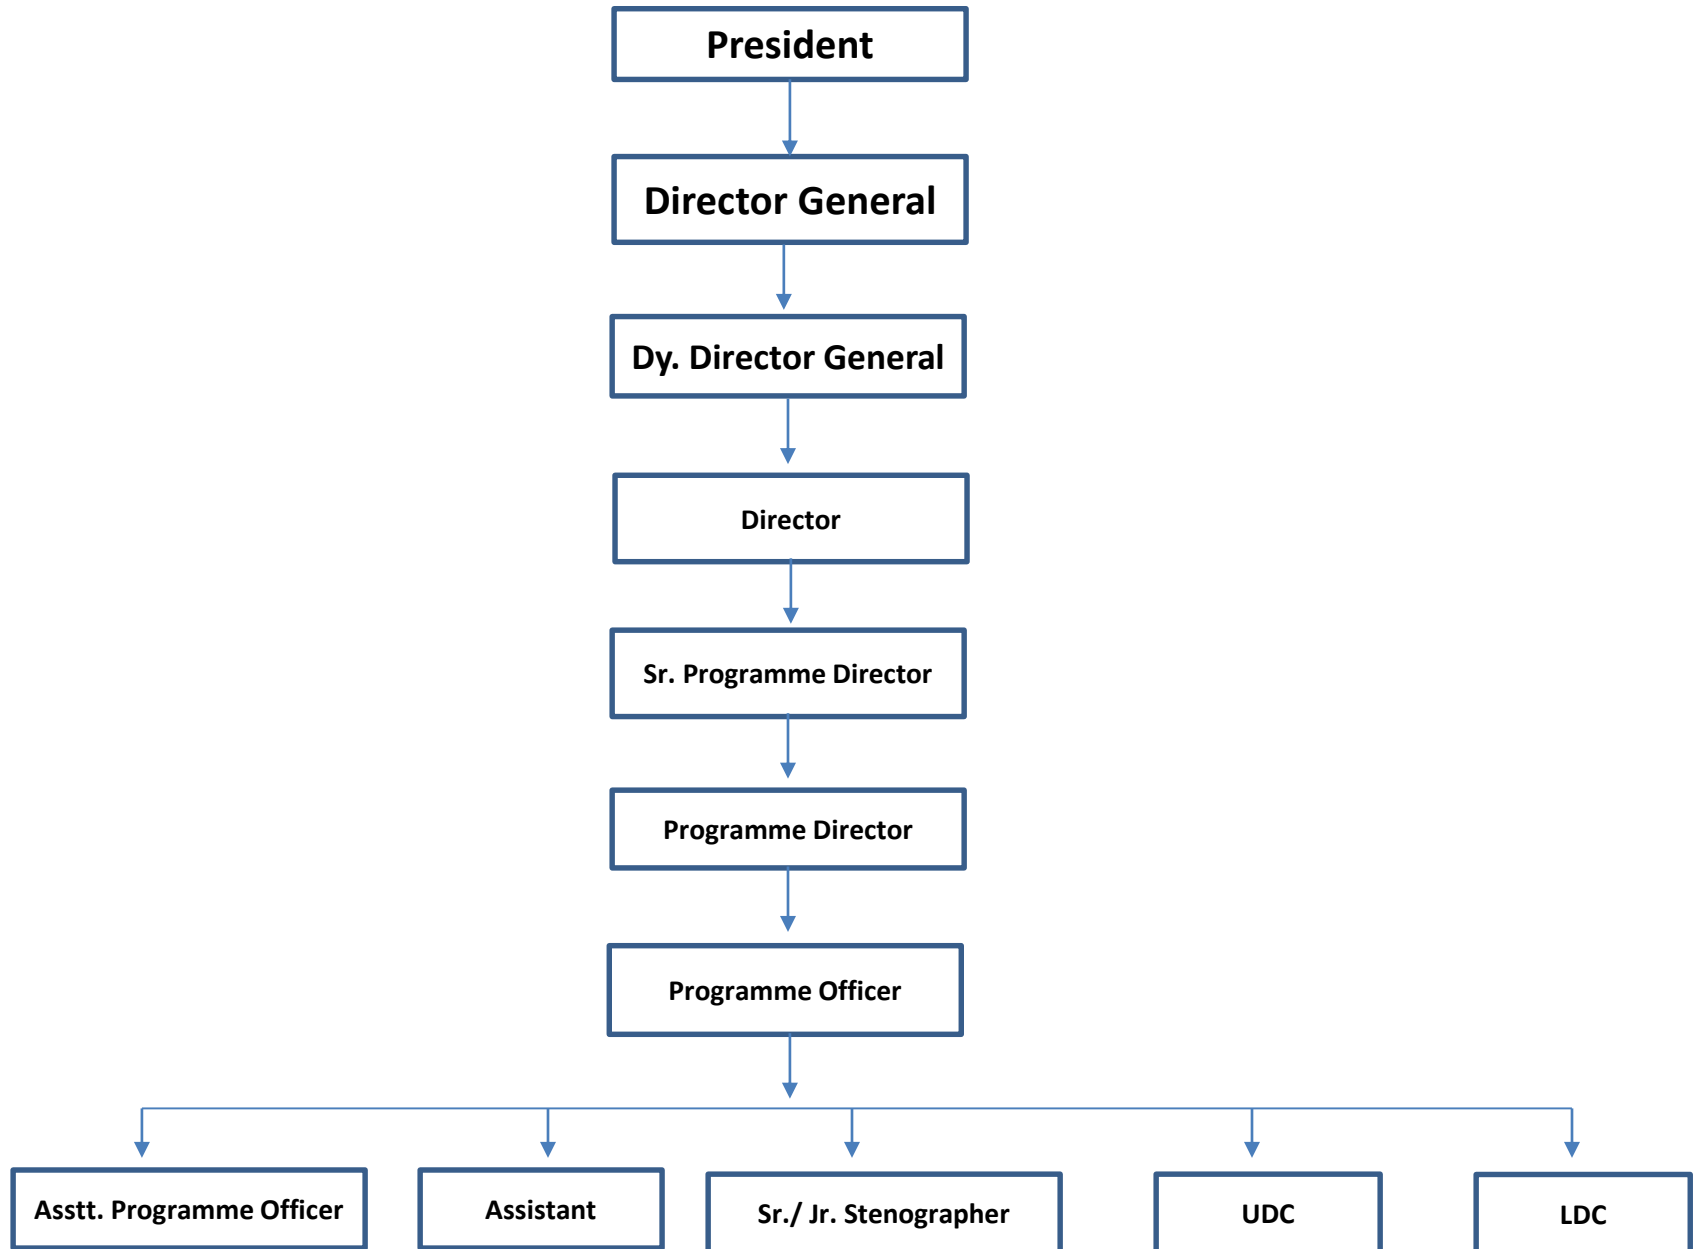 President
Director General
Dy. Director General
Director
Sr. Programme Director
Programme Director
Programme Officer
Asstt. Programme Officer
Assistant
Sr./ Jr. Stenographer
UDC
LDC